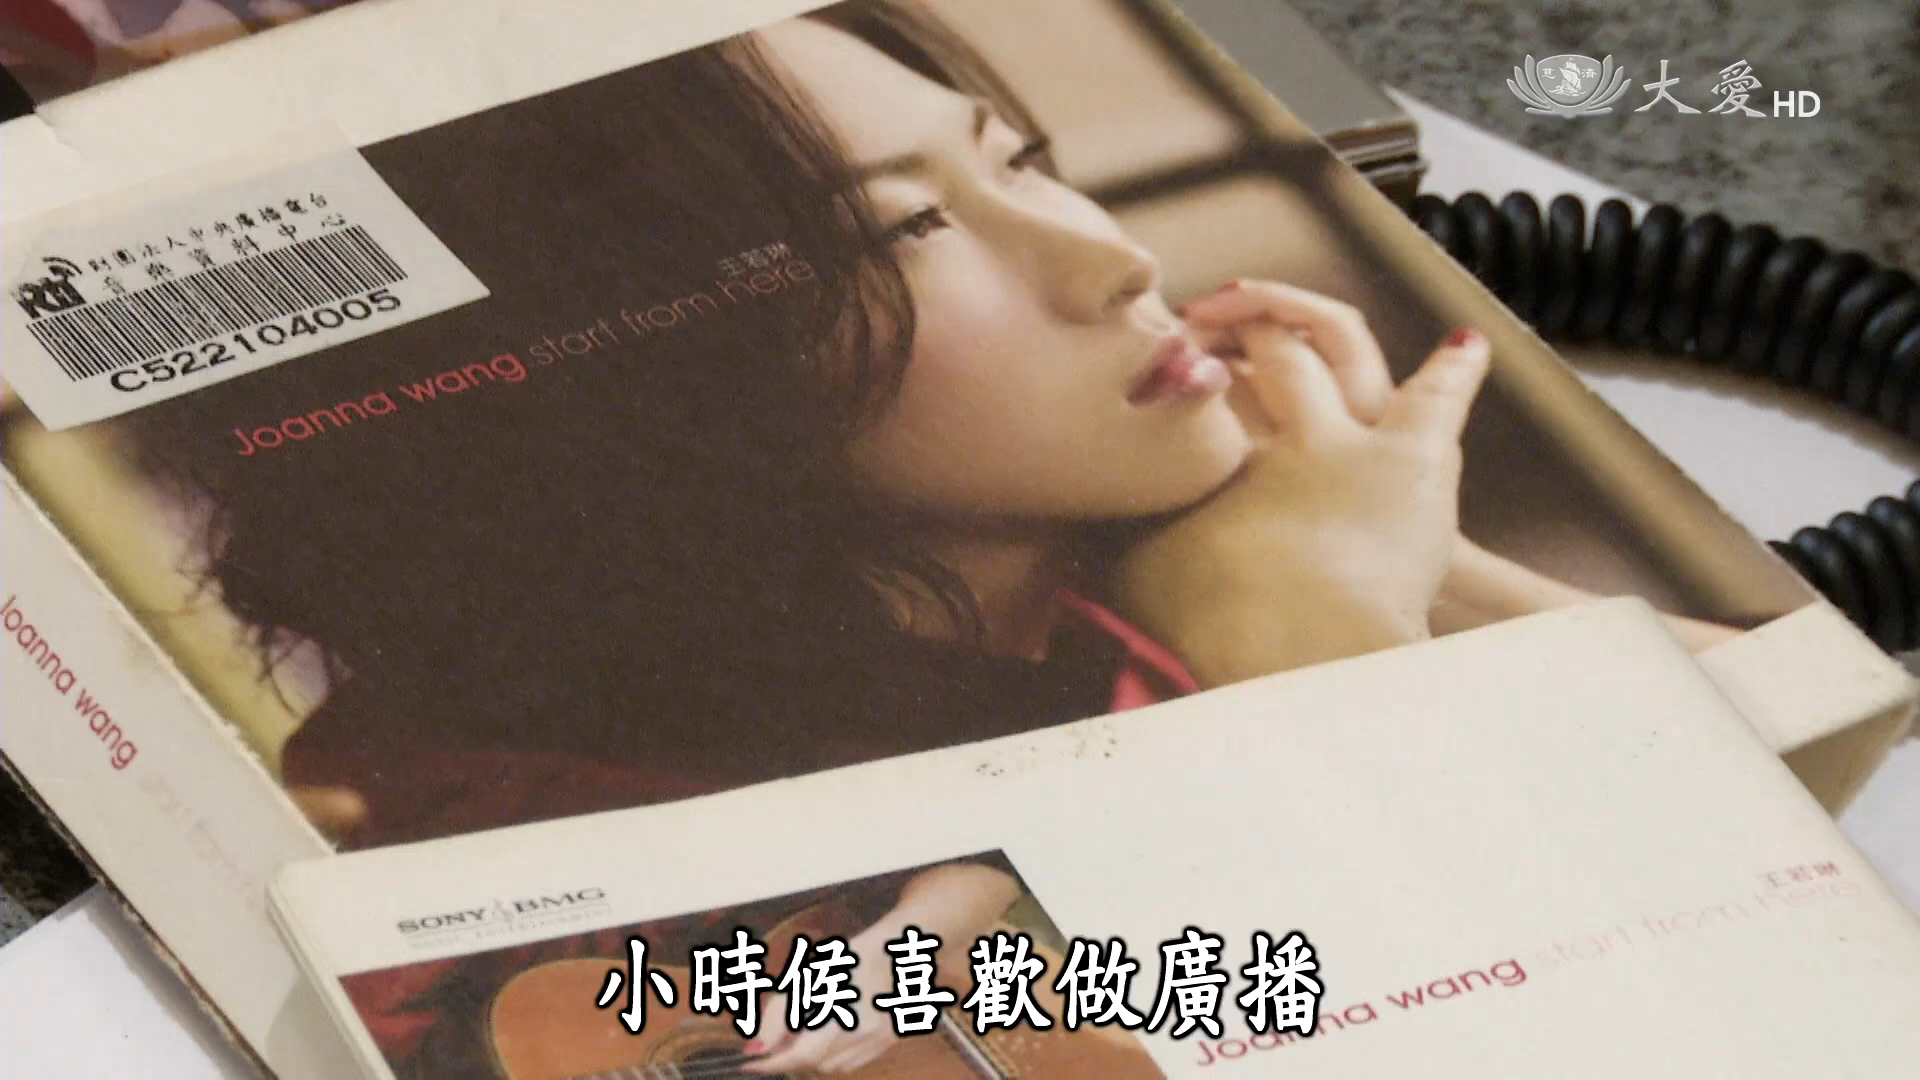 慈 濟
大愛HD
財團法人中央廣播電台
音樂資料中心
C522104005
王若琳
Joanna wang start from here
Joanna wang
SONY BMG
王若琳
Joanna wang start from here
小時候喜歡做廣播